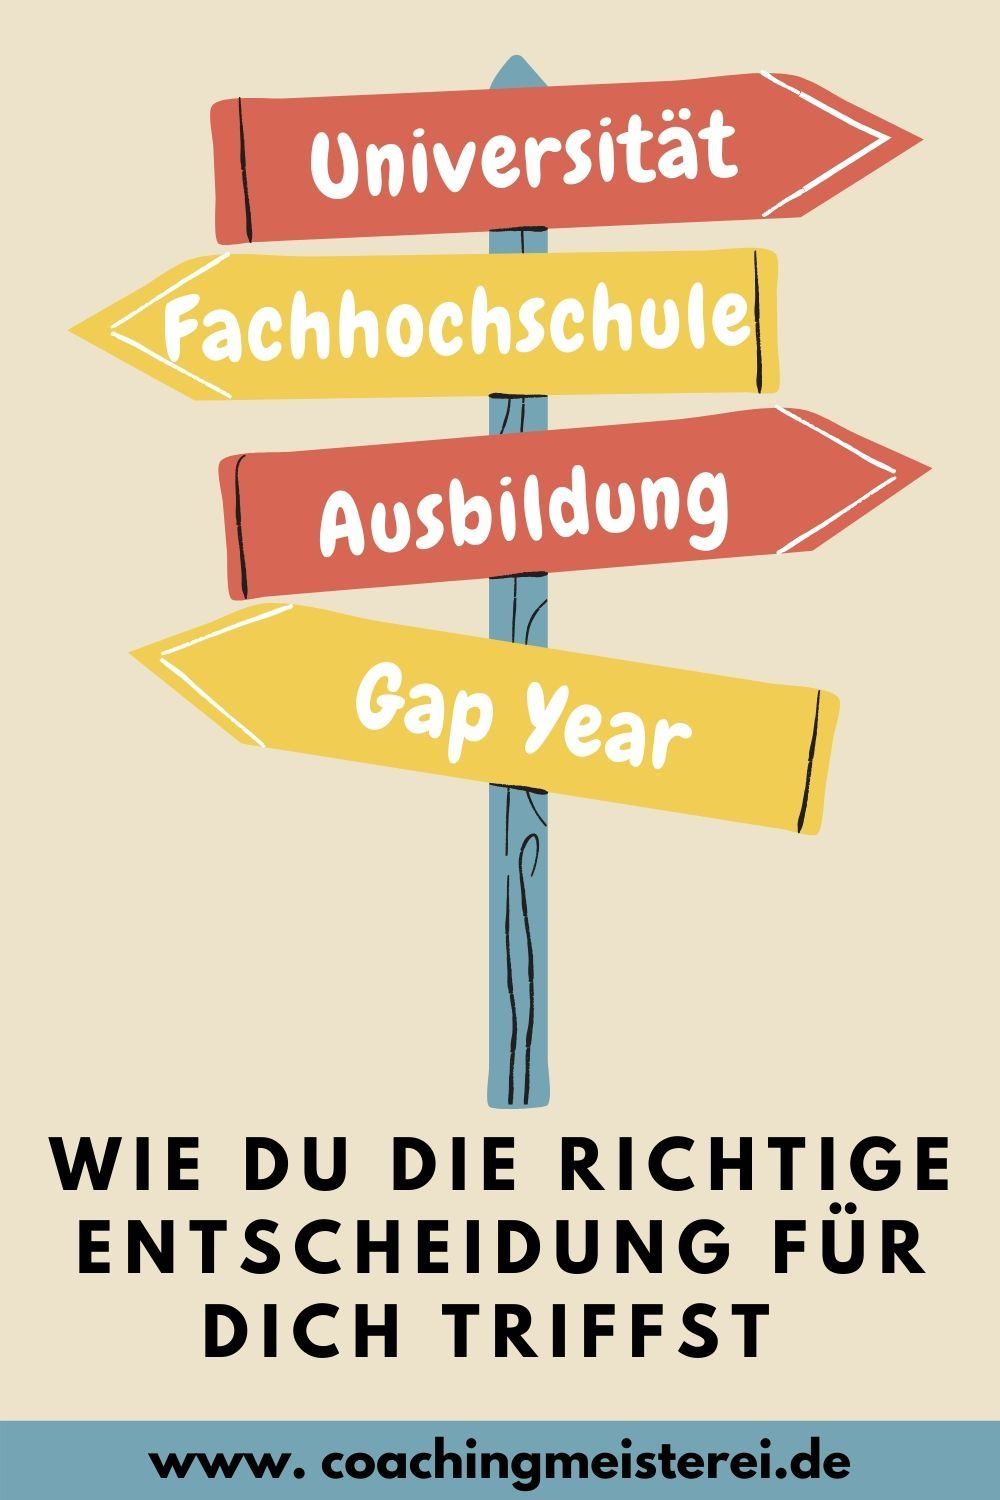 Universität
Fachhochschule
Ausbildung
Gap Year
WIE DU DIE RICHTIGE
ENTSCHEIDUNG FÜR
DICH TRIFFST
www. coachingmeisterei.de